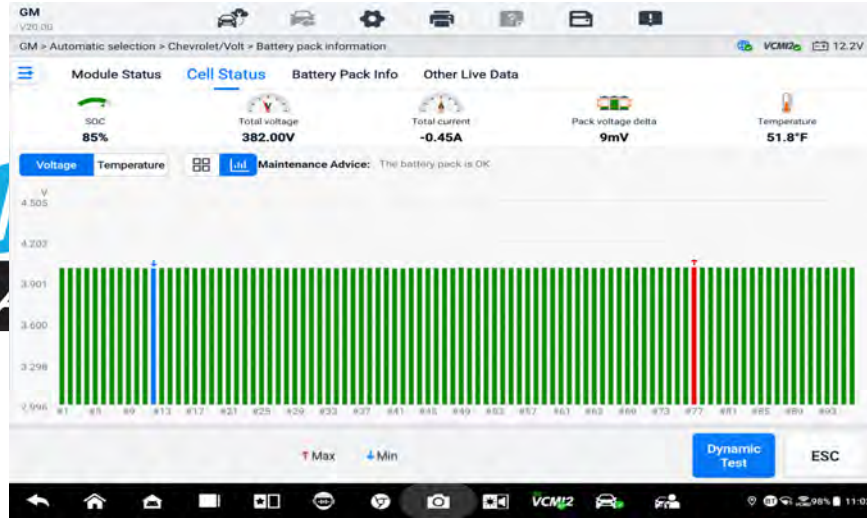 GM
V20.00
GM > Automatic selection > Chevrolet/Volt > Battery pack information
VCMI2 12.2V
Module Status Cell Status Battery Pack Info Other Live Data
SOC Total voltage Total current Pack voltage delta Temperature
85% 382.00V -0.45A 9mV 51.8°F
Voltage Temperature Maintenance Advice: The battery pack is OK
V
4.505
4.203
3.901
3.600
3.298
2.996
#1 #5 #9 #13 #17 #21 #25 #29 #33 #37 #41 #45 #49 #53 #57 #61 #65 #69 #73 #77 #81 #85 #89 #93
Max Min
Dynamic
Test
ESC
VCMI2 BT 98% 11:0